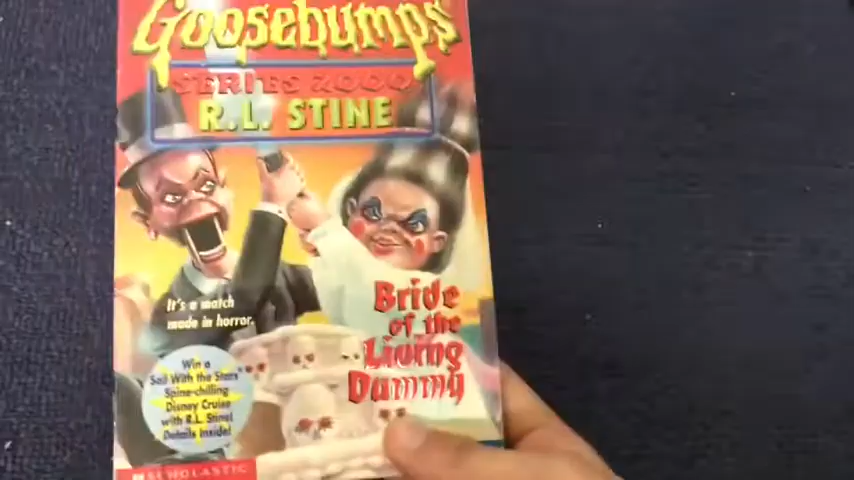 Goosebumps
SERIES 2000
R.L. STINE
It's a match
made in horror.
Bride
of the
Living
Dummy
Win a
Sail With the Stars
Spine-chilling
Disney Cruise
with R.L. Stine!
Details Inside!
SCHOLASTIC